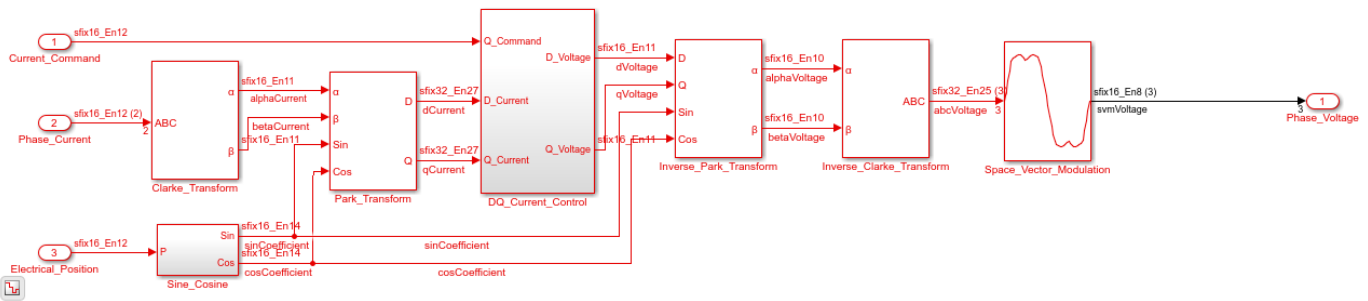 1
sfix16_En12
Current_Command
Q_Command
D_Voltage
sfix16_En11
dVoltage
D
sfix16_En10
α
alphaVoltage
α
sfix16_En11
α
alphaCurrent
α
D
sfix32_En27
dCurrent
D_Current
qVoltage
Q
ABC
sfix32_En25 (3)
abcVoltage
3
sfix16_En8 (3)
svmVoltage
3
1
Phase_Voltage
2
sfix16_En12 (2)
Phase_Current
2
ABC
betaCurrent
β
sfix16_En11
β
Sin
Cos
Q
sfix32_En27
qCurrent
Q_Current
Q_Voltage
sfix16_En11
Sin
Cos
β
sfix16_En10
betaVoltage
β
Clarke_Transform
Park_Transform
DQ_Current_Control
Inverse_Park_Transform
Inverse_Clarke_Transform
Space_Vector_Modulation
3
sfix16_En12
Electrical_Position
P
Sin
sfix16_En14
sinCoefficient
sinCoefficient
Cos
sfix16_En14
cosCoefficient
cosCoefficient
Sine_Cosine